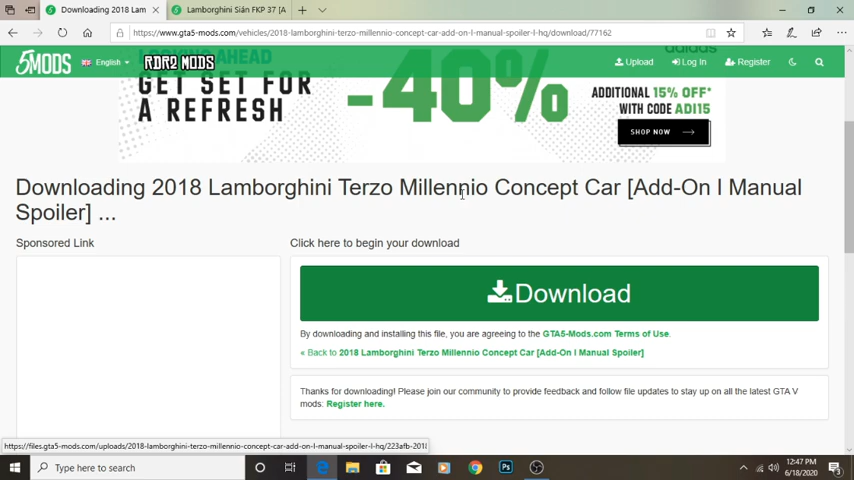 Downloading 2018 Lam
Lamborghini Sián FKP 37 [A
https://www.gta5-mods.com/vehicles/2018-lamborghini-terzo-millennio-concept-car-add-on-l-manual-spoiler-l-hq/download/77162
5MODS
English
RDR2 MODS
Upload
Log In
Register
adidas
GET SET FOR
A REFRESH
-40%
ADDITIONAL 15% OFF*
WITH CODE ADI15
SHOP NOW
Downloading 2018 Lamborghini Terzo Millennio Concept Car [Add-On l Manual
Spoiler] ...
Sponsored Link
Click here to begin your download
Download
By downloading and installing this file, you are agreeing to the GTA5-Mods.com Terms of Use.
« Back to 2018 Lamborghini Terzo Millennio Concept Car [Add-On l Manual Spoiler]
Thanks for downloading! Please join our community to provide feedback and follow file updates to stay up on all the latest GTA V
mods: Register here.
https://files.gta5-mods.com/uploads/2018-lamborghini-terzo-millennio-concept-car-add-on-l-manual-spoiler-l-hq/223afb-2018
Type here to search
Ps
12:47 PM
6/18/2020
3